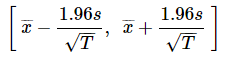 [ x̄ − 1.96s/√T, x̄ + 1.96s/√T ]